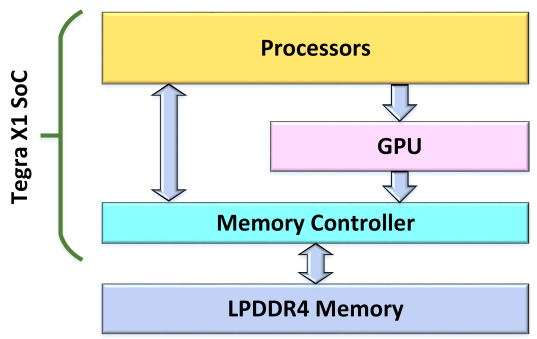 Processors
Tegra X1 SoC
GPU
Memory Controller
LPDDR4 Memory